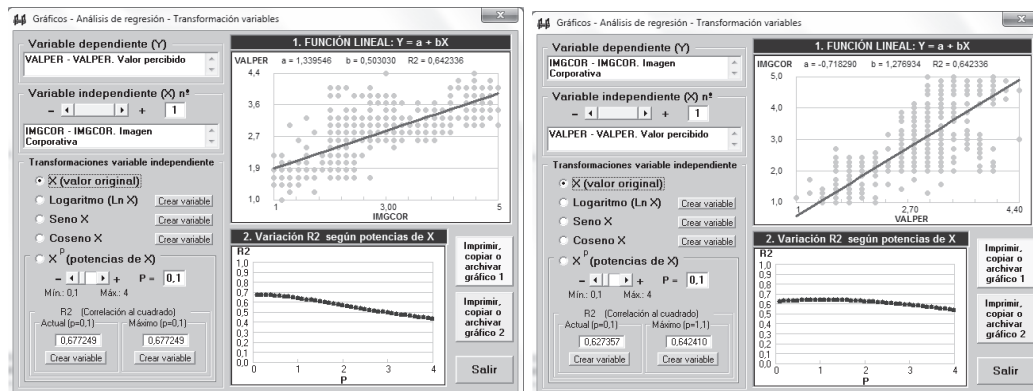 Gráficos - Análisis de regresión - Transformación variables
Variable dependiente (Y)
VALPER - VALPER. Valor percibido
Variable independiente (X) nº
- + 1
IMGCOR - IMGCOR. Imagen
Corporativa
Transformaciones variable independiente
X (valor original)
Logaritmo (Ln X) Crear variable
Seno X Crear variable
Coseno X Crear variable
X P (potencias de X)
- + P = 0,1
Mín.: 0,1 Máx.: 4
R2 (Correlación al cuadrado)
Actual (p=0,1) Máximo (p=0,1)
0,677249 0,677249
Crear variable Crear variable
1. FUNCIÓN LINEAL: Y = a + bX
VALPER a = 1,339546 b = 0,503030 R2 = 0,642336
4,4
3,6
2,7
1,9
1,0
1 3,00 5
IMGCOR
2. Variación R2 según potencias de X
R2
1,0
0,9
0,8
0,7
0,6
0,5
0,4
0,3
0,2
0,1
0,0
0 1 2 3 4
P
Imprimir,
copiar o
archivar
gráfico 1
Imprimir,
copiar o
archivar
gráfico 2
Salir
Gráficos - Análisis de regresión - Transformación variables
Variable dependiente (Y)
IMGCOR - IMGCOR. Imagen
Corporativa
Variable independiente (X) nº
- + 1
VALPER - VALPER. Valor percibido
Transformaciones variable independiente
X (valor original)
Logaritmo (Ln X) Crear variable
Seno X Crear variable
Coseno X Crear variable
X P (potencias de X)
- + P = 0,1
Mín.: 0,1 Máx.: 4
R2 (Correlación al cuadrado)
Actual (p=0,1) Máximo (p=1,1)
0,627357 0,642410
Crear variable Crear variable
1. FUNCIÓN LINEAL: Y = a + bX
IMGCOR a = -0,718290 b = 1,276934 R2 = 0,642336
5,0
4,0
3,0
2,0
1,0
1 2,70 4,40
VALPER
2. Variación R2 según potencias de X
R2
1,0
0,9
0,8
0,7
0,6
0,5
0,4
0,3
0,2
0,1
0,0
0 1 2 3 4
P
Imprimir,
copiar o
archivar
gráfico 1
Imprimir,
copiar o
archivar
gráfico 2
Salir